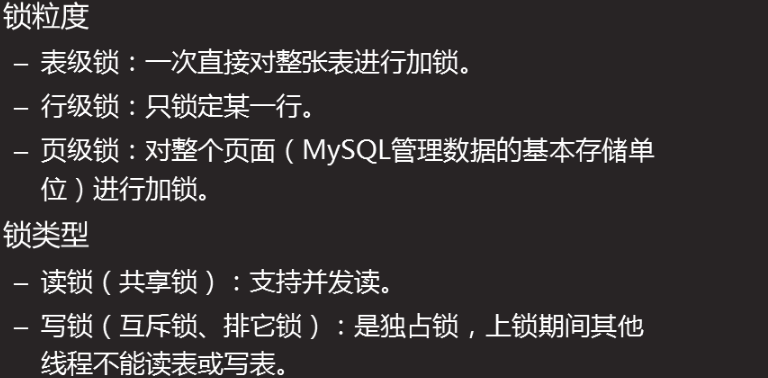 锁粒度
– 表级锁：一次直接对整张表进行加锁。
– 行级锁：只锁定某一行。
– 页级锁：对整个页面（MySQL管理数据的基本存储单
位）进行加锁。
锁类型
– 读锁（共享锁）：支持并发读。
– 写锁（互斥锁、排它锁）：是独占锁，上锁期间其他
线程不能读表或写表。